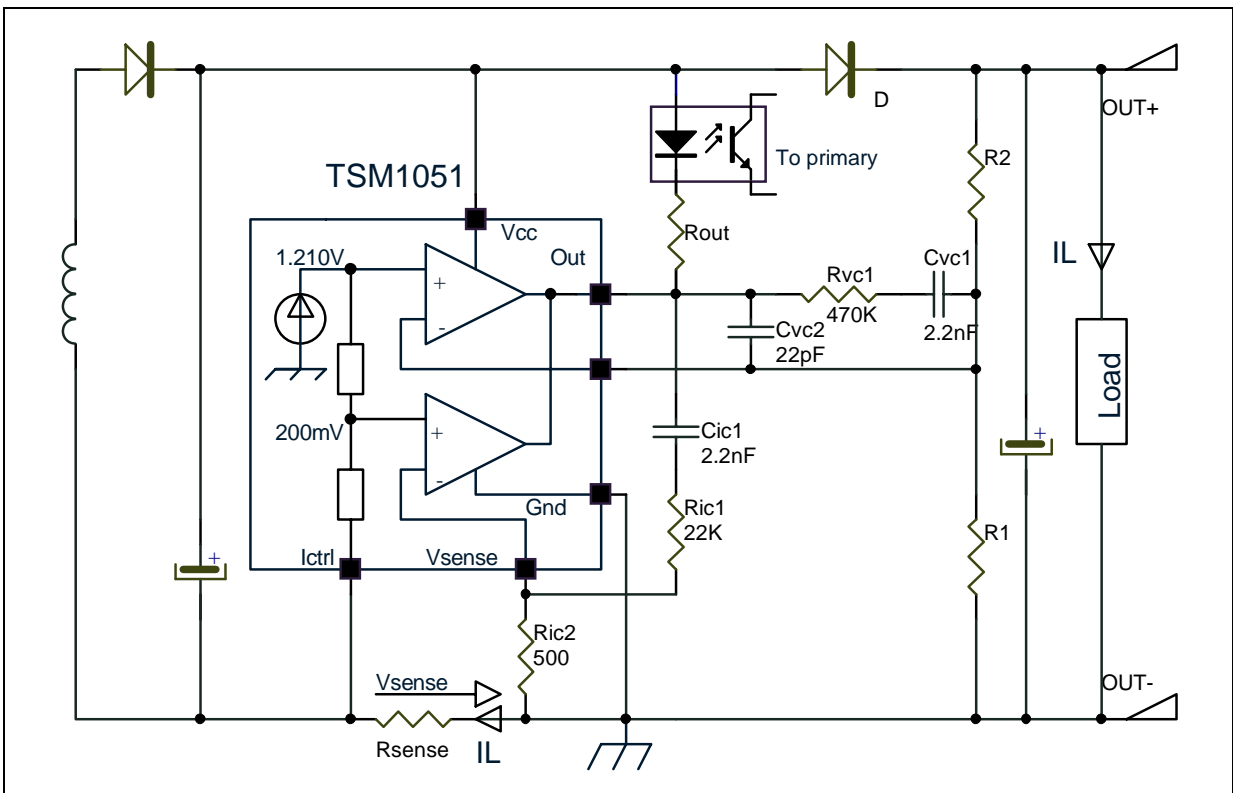 D
OUT+
To primary
R2
TSM1051
Vcc
Rout
IL
1.210V
Out
Rvc1
470K
Cvc1
2.2nF
+
-
Cvc2
22pF
Load
200mV
+
-
Cic1
2.2nF
+
Gnd
Ric1
22K
R1
Ictrl
Vsense
+
Ric2
500
Vsense
OUT-
Rsense
IL